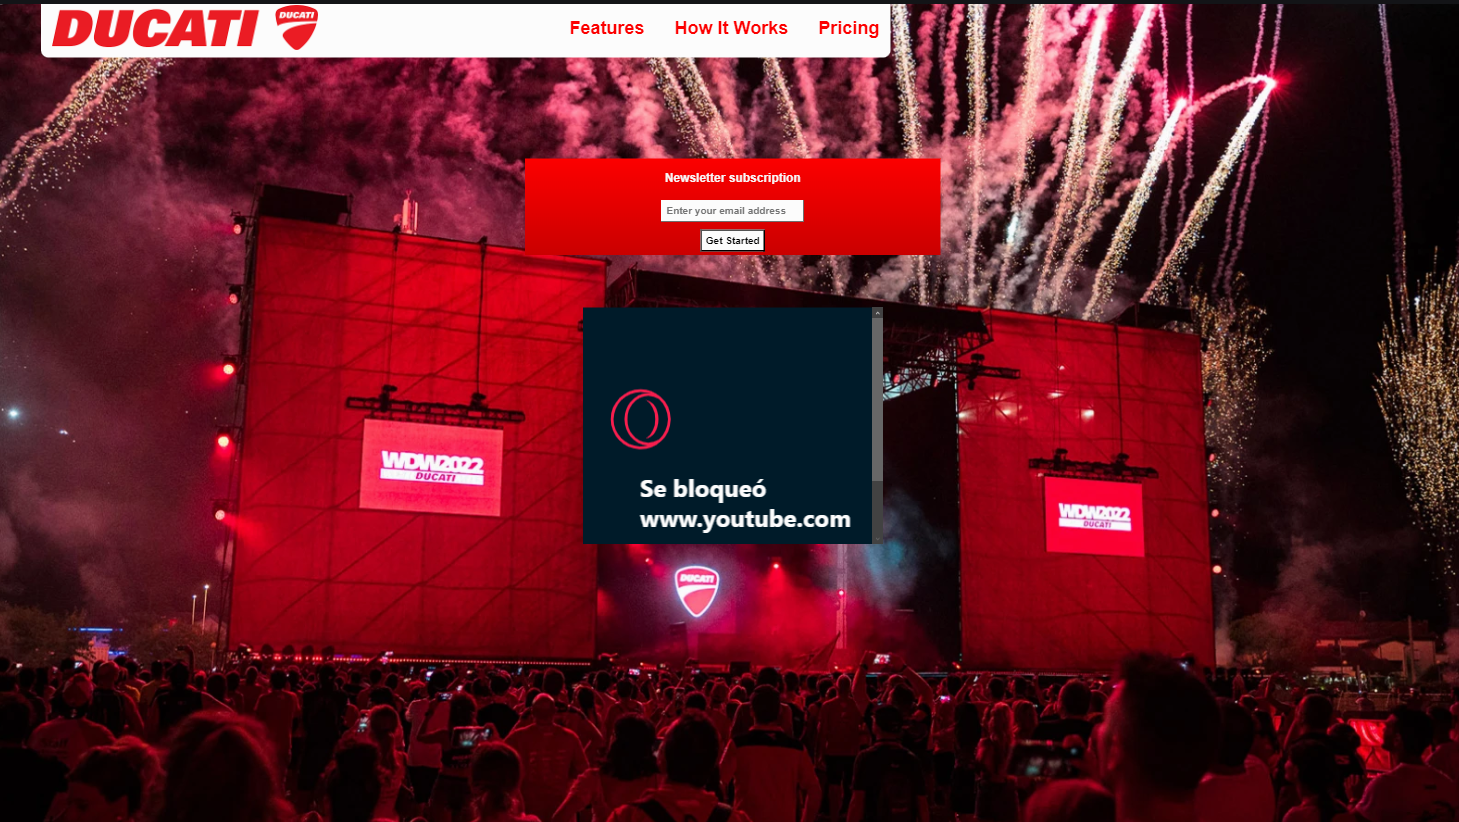 DUCATI
DUCATI
Features
How It Works
Pricing
Newsletter subscription
Enter your email address
Get Started
Se bloqueó
www.youtube.com
WDW2022
DUCATI
WDW2022
DUCATI
DUCATI